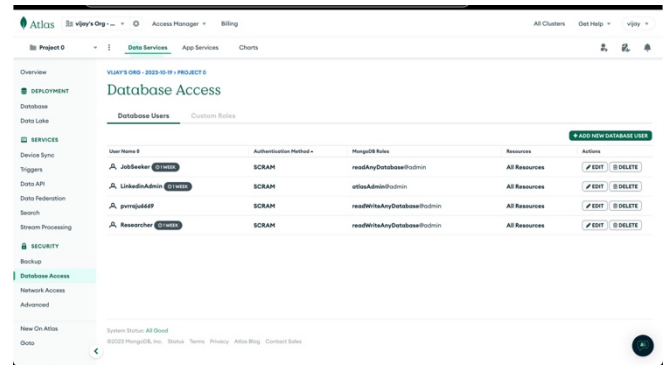 Atlas
vijay's Org - ...
Access Manager
Billing
All Clusters
Get Help
vijay
Project 0
Data Services
App Services
Charts
Overview
DEPLOYMENT
Database
Data Lake
SERVICES
Device Sync
Triggers
Data API
Data Federation
Search
Stream Processing
SECURITY
Backup
Database Access
Network Access
Advanced
New On Atlas
Goto
VIJAY'S ORG - 2023-10-19 > PROJECT 0
Database Access
Database Users
Custom Roles
+ ADD NEW DATABASE USER
User Name
Authentication Method
MongoDB Roles
Resources
Actions
JobSeeker 1 WEEK
SCRAM
readAnyDatabase@admin
All Resources
EDIT
DELETE
LinkedinAdmin 1 WEEK
SCRAM
atlasAdmin@admin
All Resources
EDIT
DELETE
pvrraju6669
SCRAM
readWriteAnyDatabase@admin
All Resources
EDIT
DELETE
Researcher 1 WEEK
SCRAM
readWriteAnyDatabase@admin
All Resources
EDIT
DELETE
System Status: All Good
©2023 MongoDB, Inc. Status Terms Privacy Atlas Blog Contact Sales